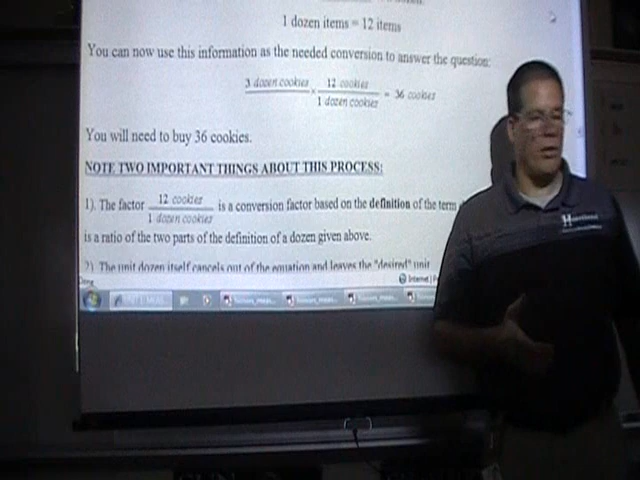 1 dozen items = 12 items
You can now use this information as the needed conversion to answer the question:
3 dozen cookies × 12 cookies / 1 dozen cookies = 36 cookies
You will need to buy 36 cookies.
NOTE TWO IMPORTANT THINGS ABOUT THIS PROCESS:
1). The factor 12 cookies / 1 dozen cookies is a conversion factor based on the definition of the term
is a ratio of the two parts of the definition of a dozen given above.
2). The unit dozen itself cancels out of the equation and leaves the "desired" unit
Done
Internet